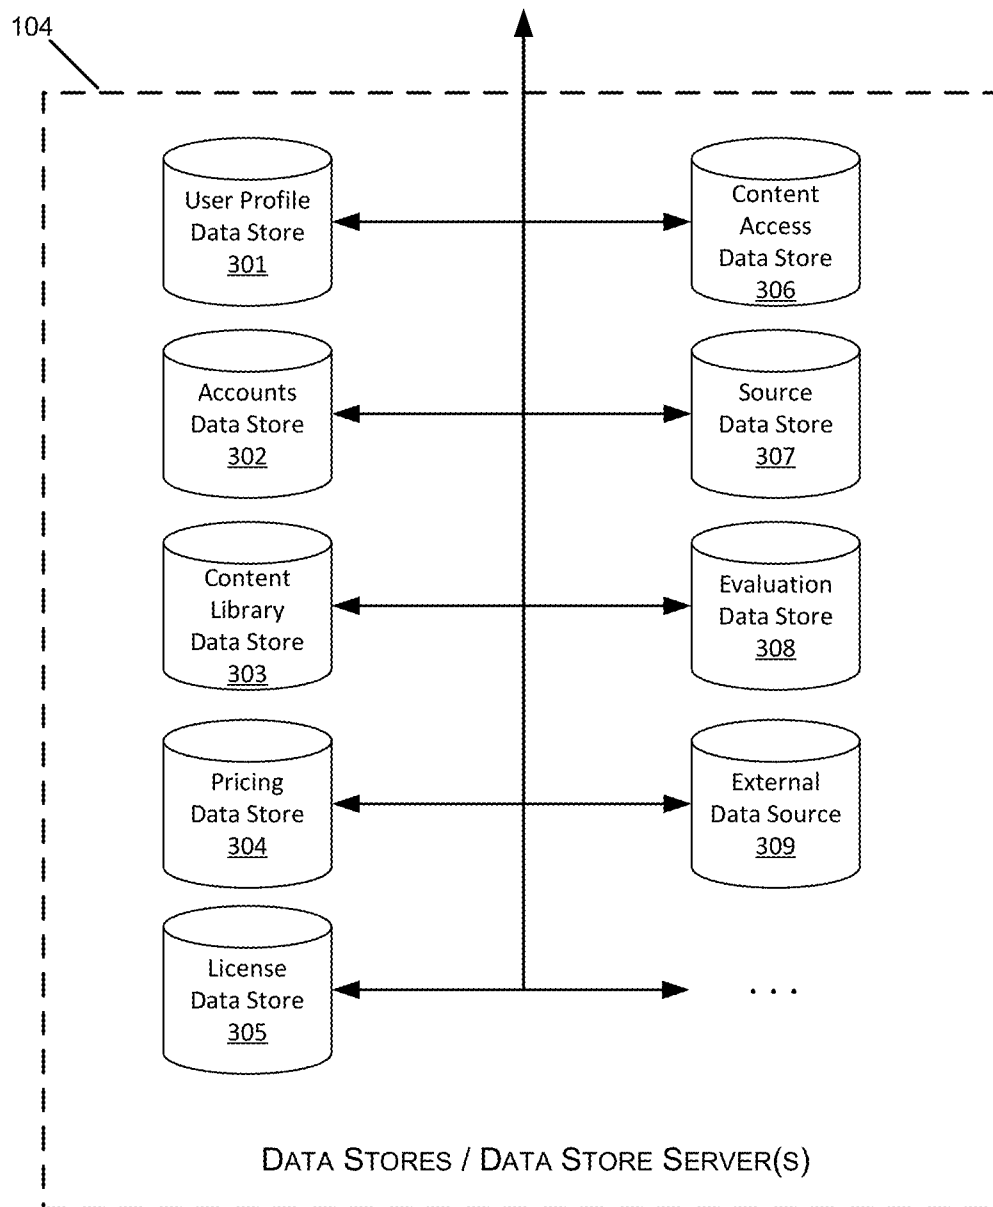 104
User Profile
Data Store
301
Content
Access
Data Store
306
Accounts
Data Store
302
Source
Data Store
307
Content
Library
Data Store
303
Evaluation
Data Store
308
Pricing
Data Store
304
External
Data Source
309
License
Data Store
305
. . .
DATA STORES / DATA STORE SERVER(S)